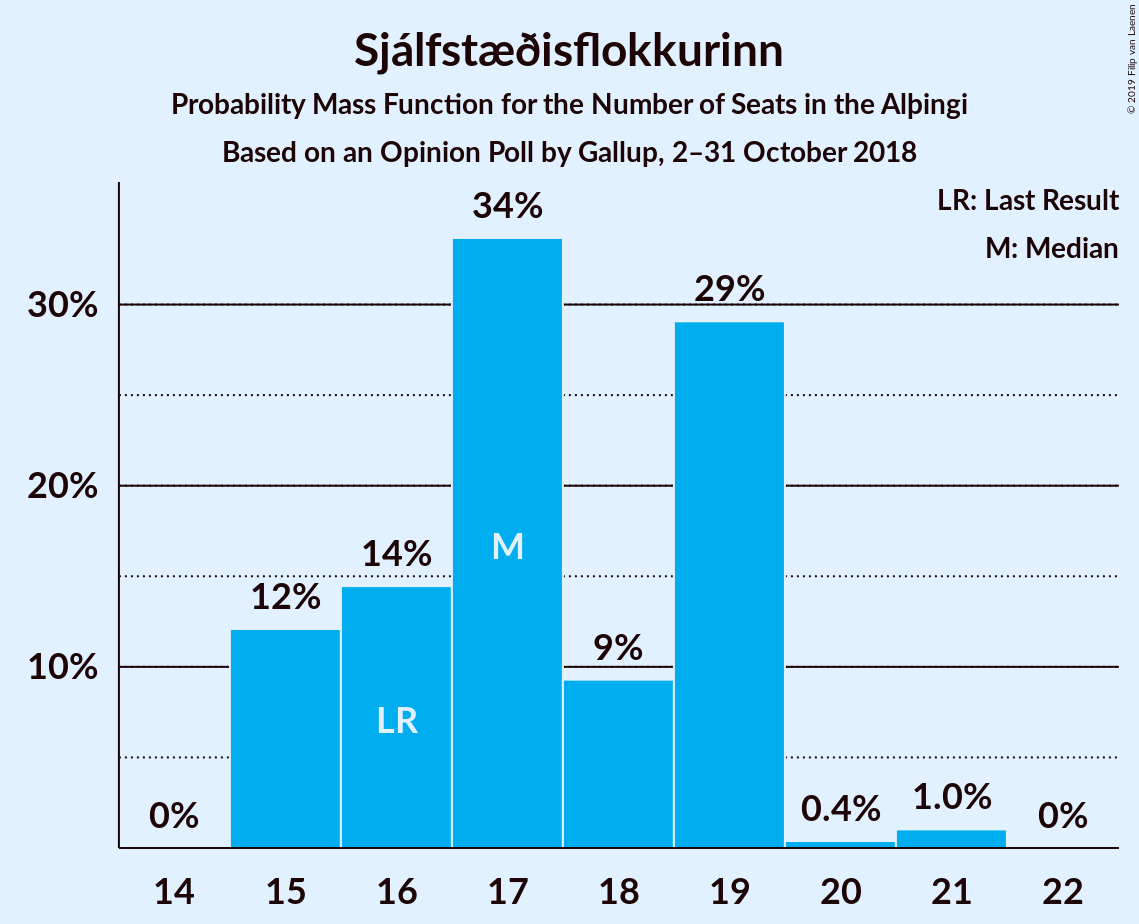 Sjálfstæðisflokkurinn
Probability Mass Function for the Number of Seats in the Alþingi
Based on an Opinion Poll by Gallup, 2–31 October 2018
© 2019 Filip van Laenen
LR: Last Result
M: Median
34%
29%
30%
20%
M
14%
12%
9%
10%
LR
0%
0.4%
1.0%
0%
14 15 16 17 18 19 20 21 22